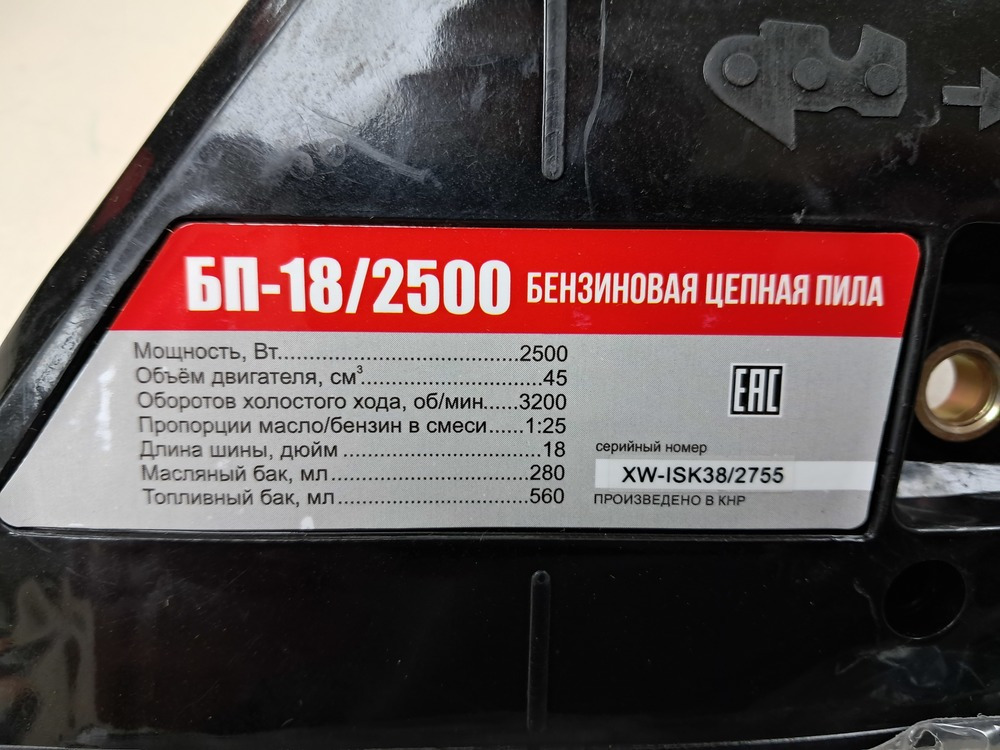 БП-18/2500 БЕНЗИНОВАЯ ЦЕПНАЯ ПИЛА
Мощность, Вт........................................2500
Объём двигателя, см³...............................45
Оборотов холостого хода, об/мин......3200
Пропорции масло/бензин в смеси......1:25
Длина шины, дюйм..................................18
Масляный бак, мл..................................280
Топливный бак, мл.................................560
EAC
серийный номер
XW-ISK38/2755
ПРОИЗВЕДЕНО В КНР